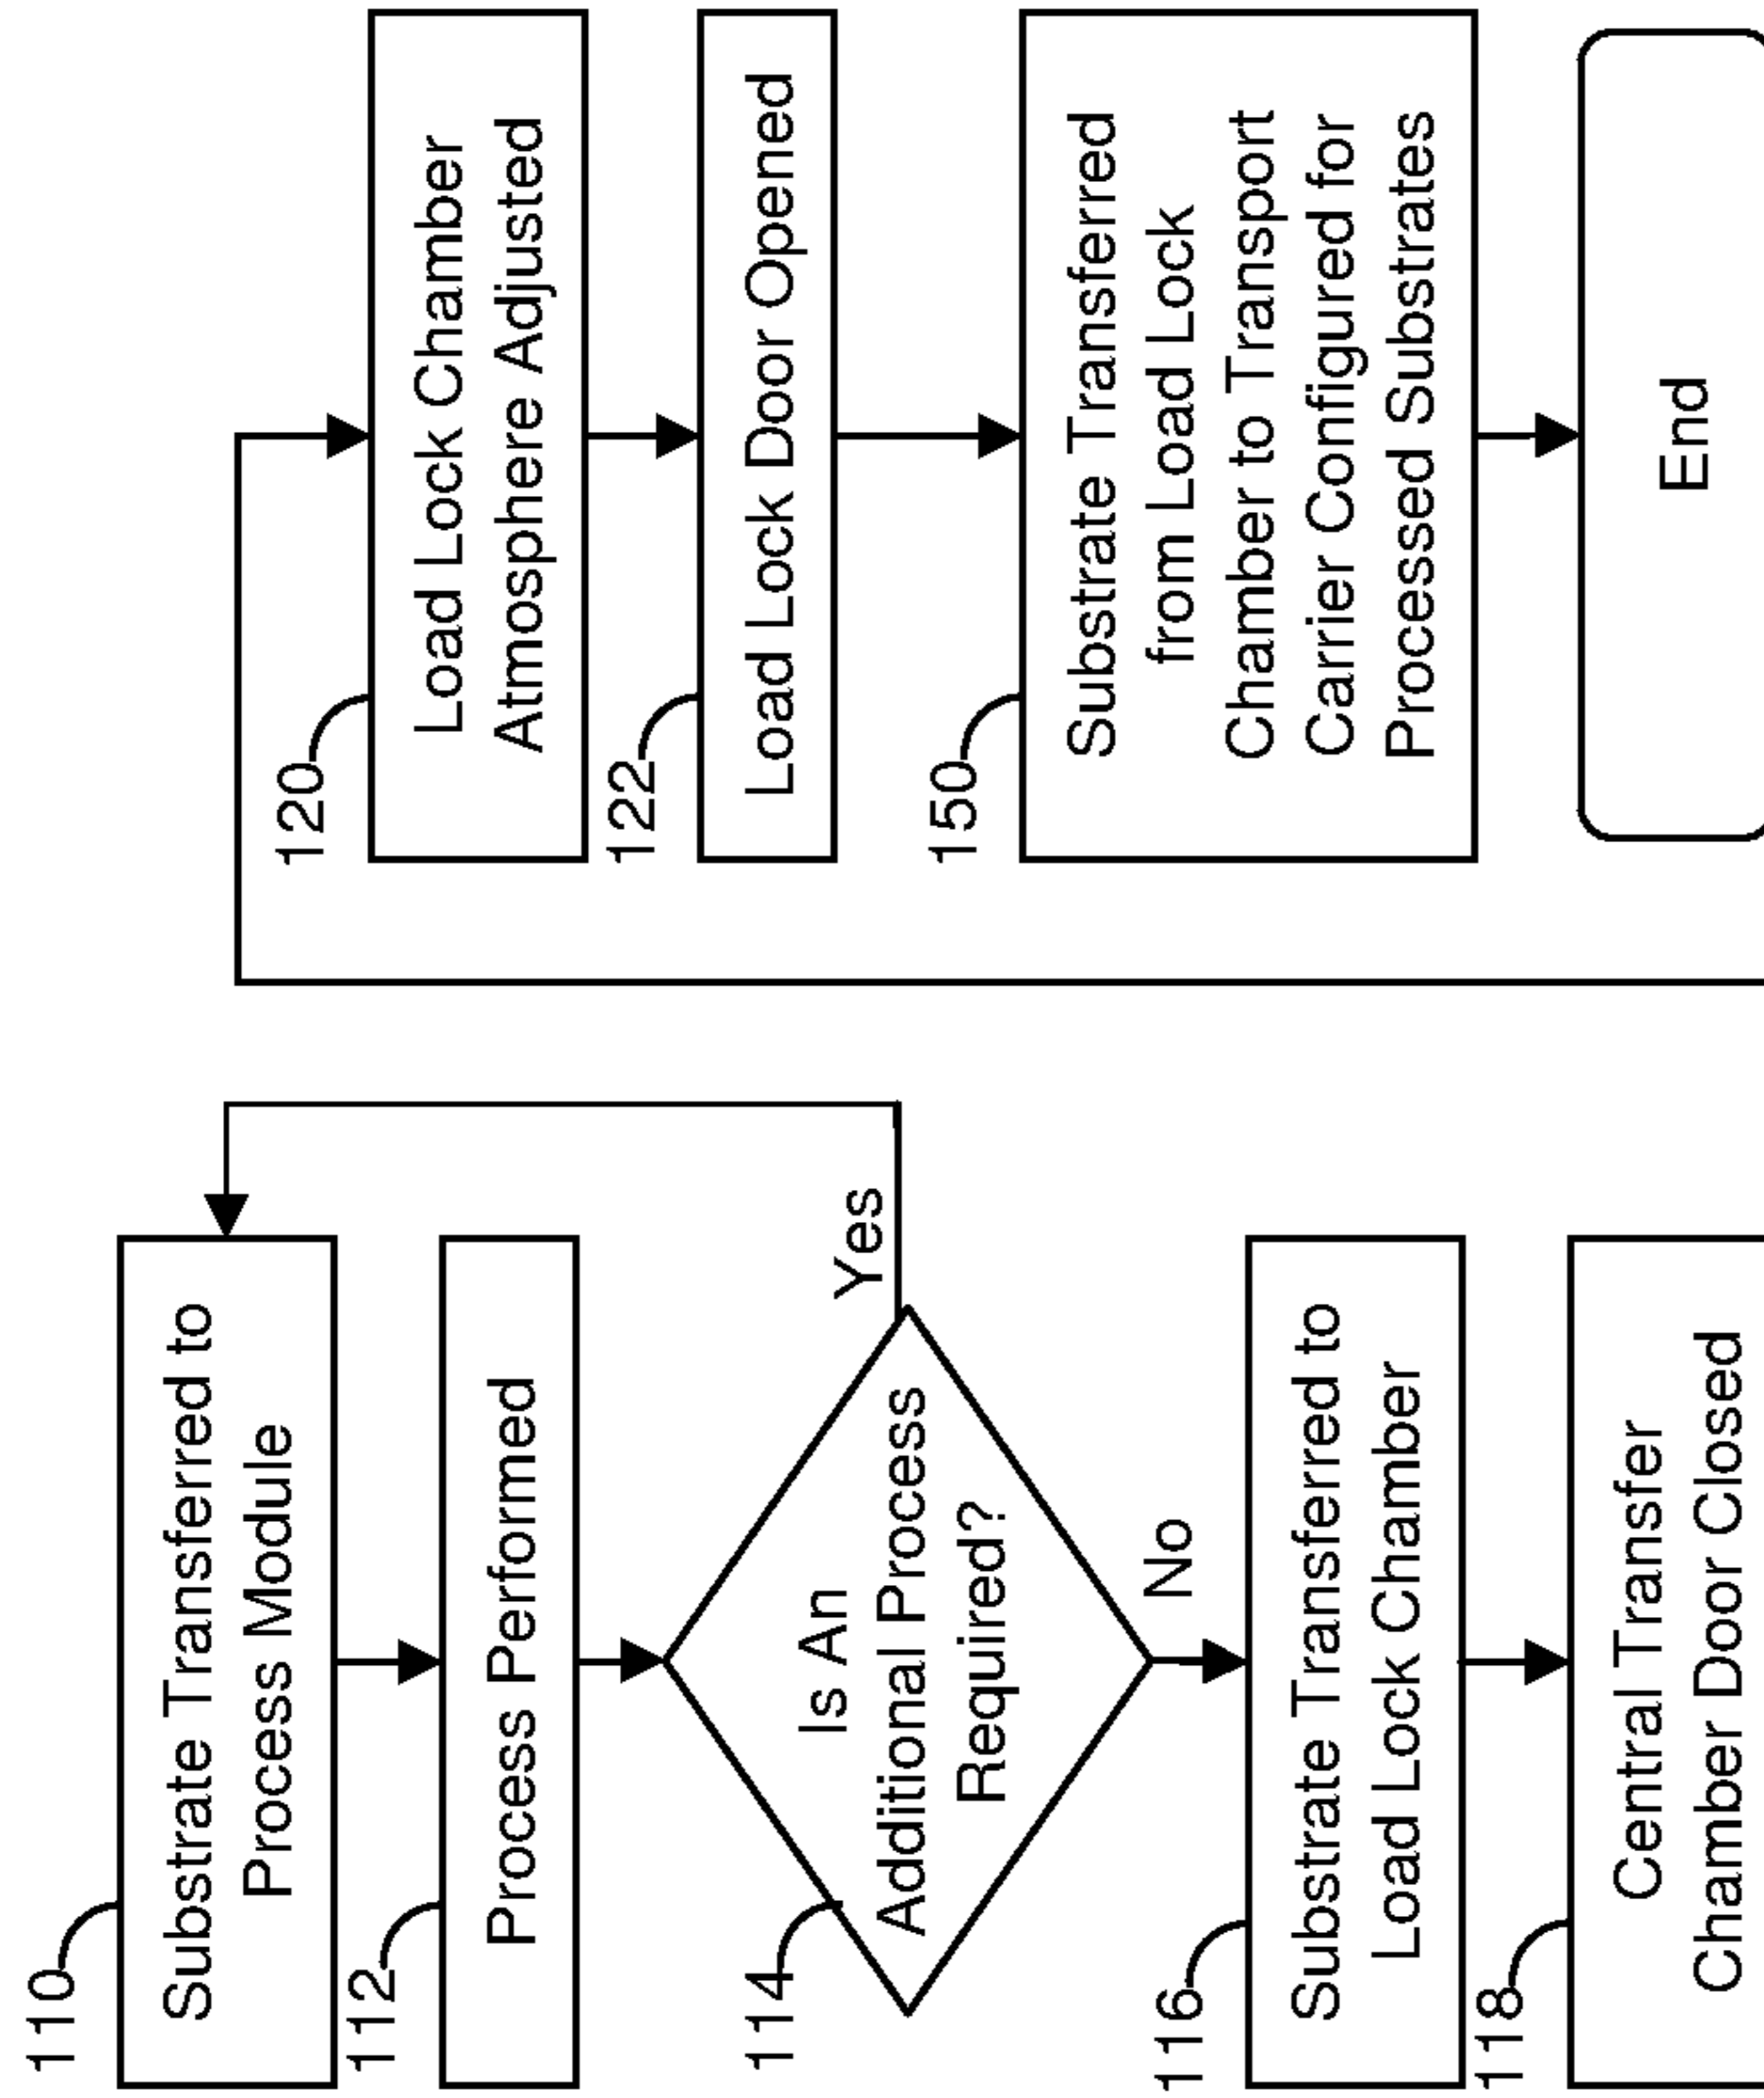 110
Substrate Transferred to
Process Module
112
Process Performed
114
Is An
Additional Process
Required?
Yes
No
116
Substrate Transferred to
Load Lock Chamber
118
Central Transfer
Chamber Door Closed
120
Load Lock Chamber
Atmosphere Adjusted
122
Load Lock Door Opened
150
Substrate Transferred
from Load Lock
Chamber to Transport
Carrier Configured for
Processed Substrates
End